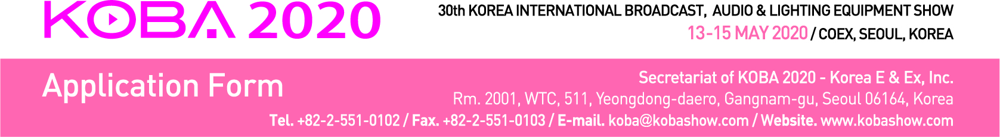 KOBA 2020
30th KOREA INTERNATIONAL BROADCAST, AUDIO & LIGHTING EQUIPMENT SHOW
13-15 MAY 2020 / COEX, SEOUL, KOREA
Application Form
Secretariat of KOBA 2020 - Korea E & Ex, Inc.
Rm. 2001, WTC, 511, Yeongdong-daero, Gangnam-gu, Seoul 06164, Korea
Tel. +82-2-551-0102 / Fax. +82-2-551-0103 / E-mail. koba@kobashow.com / Website. www.kobashow.com